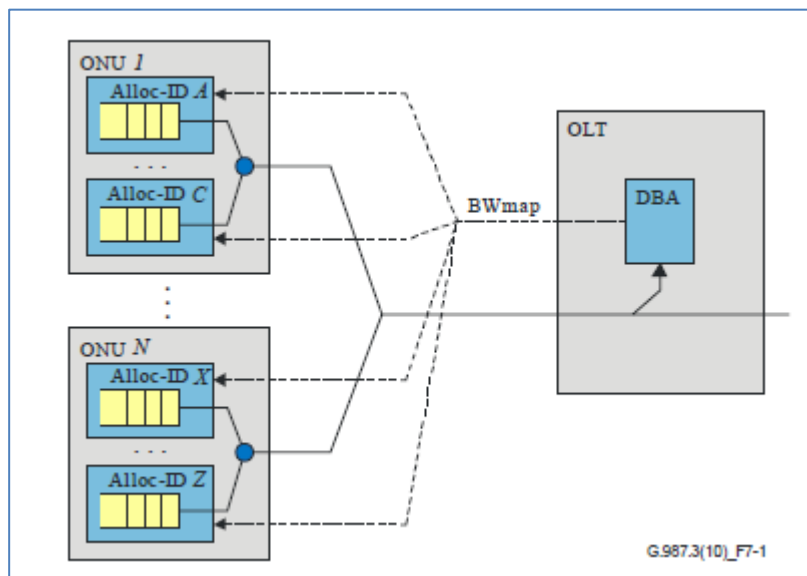 ONU 1
Alloc-ID A
. . .
Alloc-ID C
ONU N
Alloc-ID X
. . .
Alloc-ID Z
BWmap
OLT
DBA
G.987.3(10)_F7-1